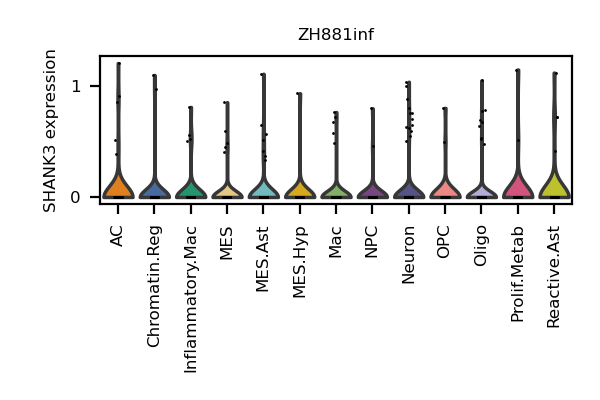 ZH881inf
SHANK3 expression
1
0
AC
Chromatin.Reg
Inflammatory.Mac
MES
MES.Ast
MES.Hyp
Mac
NPC
Neuron
OPC
Oligo
Prolif.Metab
Reactive.Ast